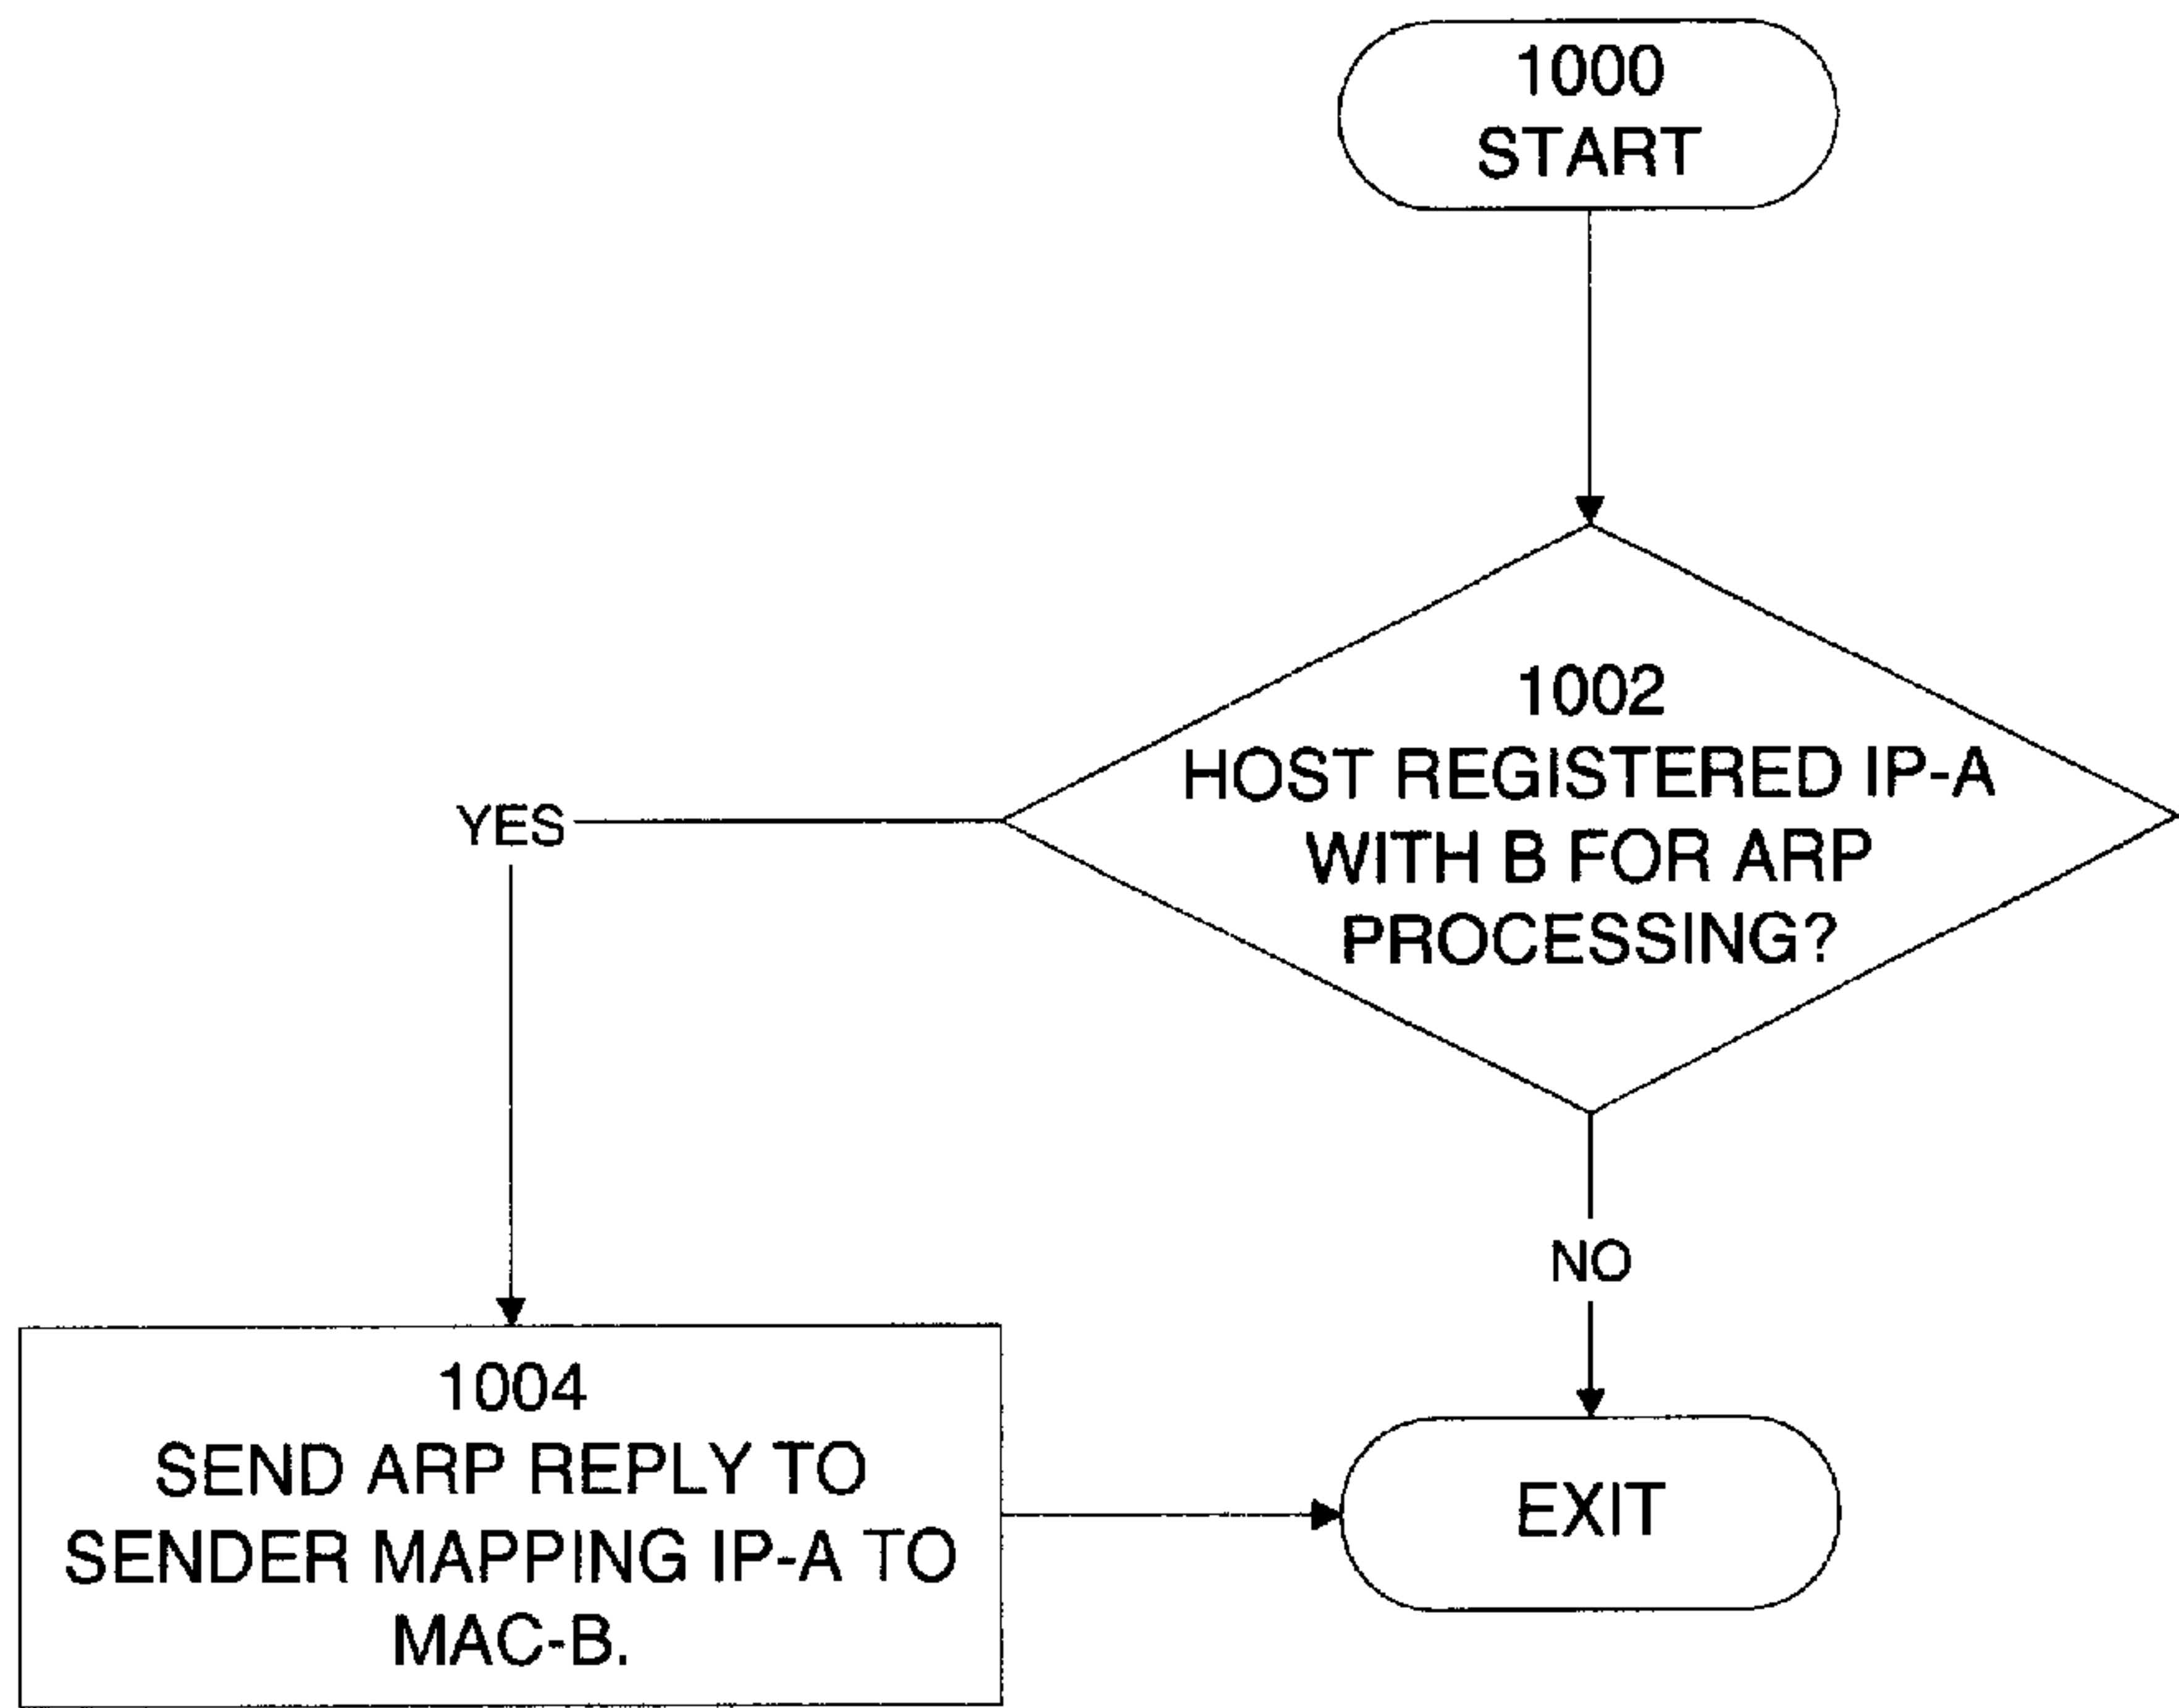 1000
START
1002
HOST REGISTERED IP-A
WITH B FOR ARP
PROCESSING?
YES
NO
1004
SEND ARP REPLY TO
SENDER MAPPING IP-A TO
MAC-B.
EXIT